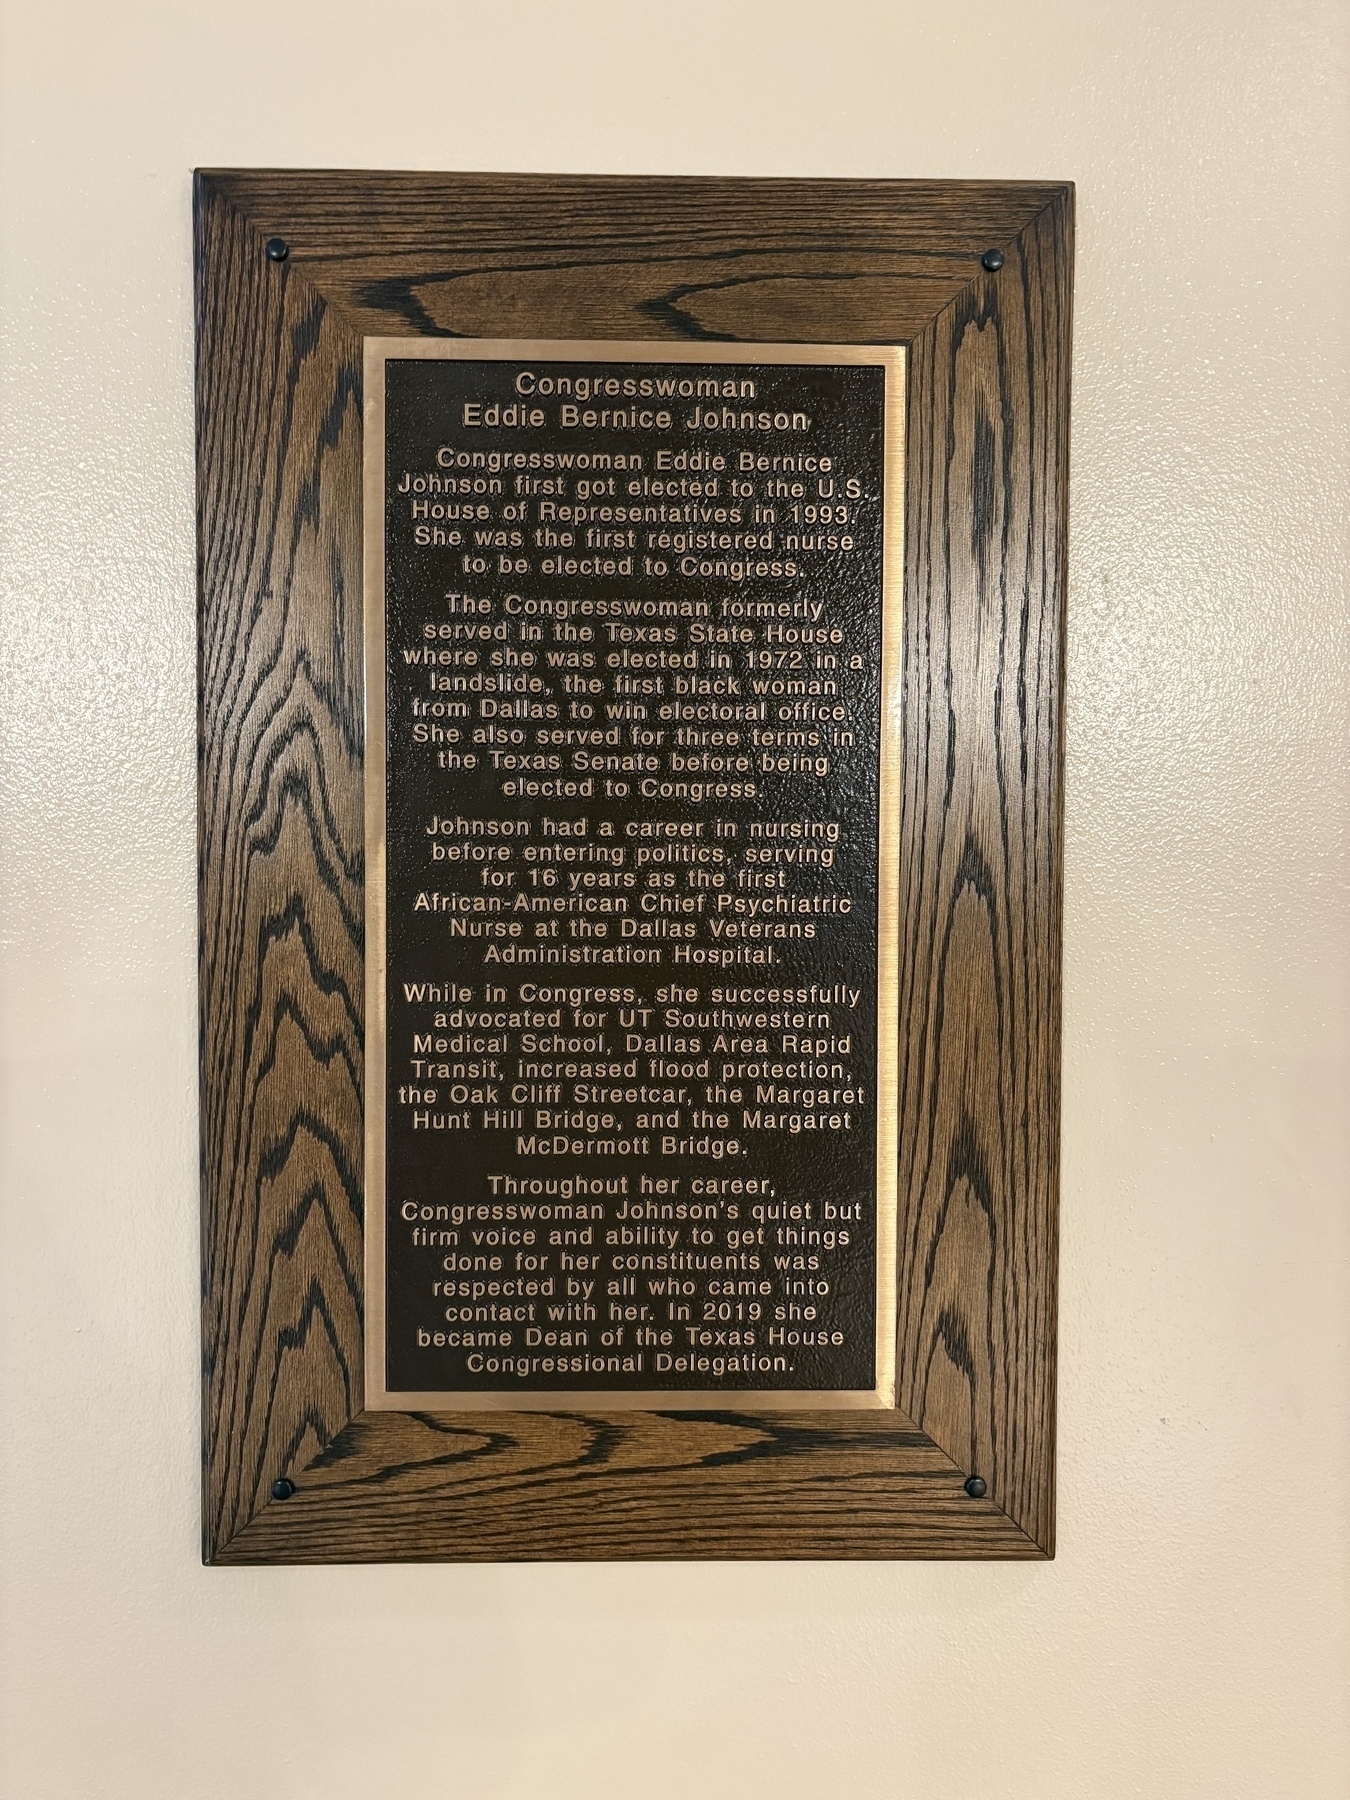 Congresswoman
Eddie Bernice Johnson
Congresswoman Eddie Bernice
Johnson first got elected to the U.S.
House of Representatives in 1993.
She was the first registered nurse
to be elected to Congress.
The Congresswoman formerly
served in the Texas State House
where she was elected in 1972 in a
landslide, the first black woman
from Dallas to win electoral office.
She also served for three terms in
the Texas Senate before being
elected to Congress.
Johnson had a career in nursing
before entering politics, serving
for 16 years as the first
African-American Chief Psychiatric
Nurse at the Dallas Veterans
Administration Hospital.
While in Congress, she successfully
advocated for UT Southwestern
Medical School, Dallas Area Rapid
Transit, increased flood protection,
the Oak Cliff Streetcar, the Margaret
Hunt Hill Bridge, and the Margaret
McDermott Bridge.
Throughout her career,
Congresswoman Johnson's quiet but
firm voice and ability to get things
done for her constituents was
respected by all who came into
contact with her. In 2019 she
became Dean of the Texas House
Congressional Delegation.